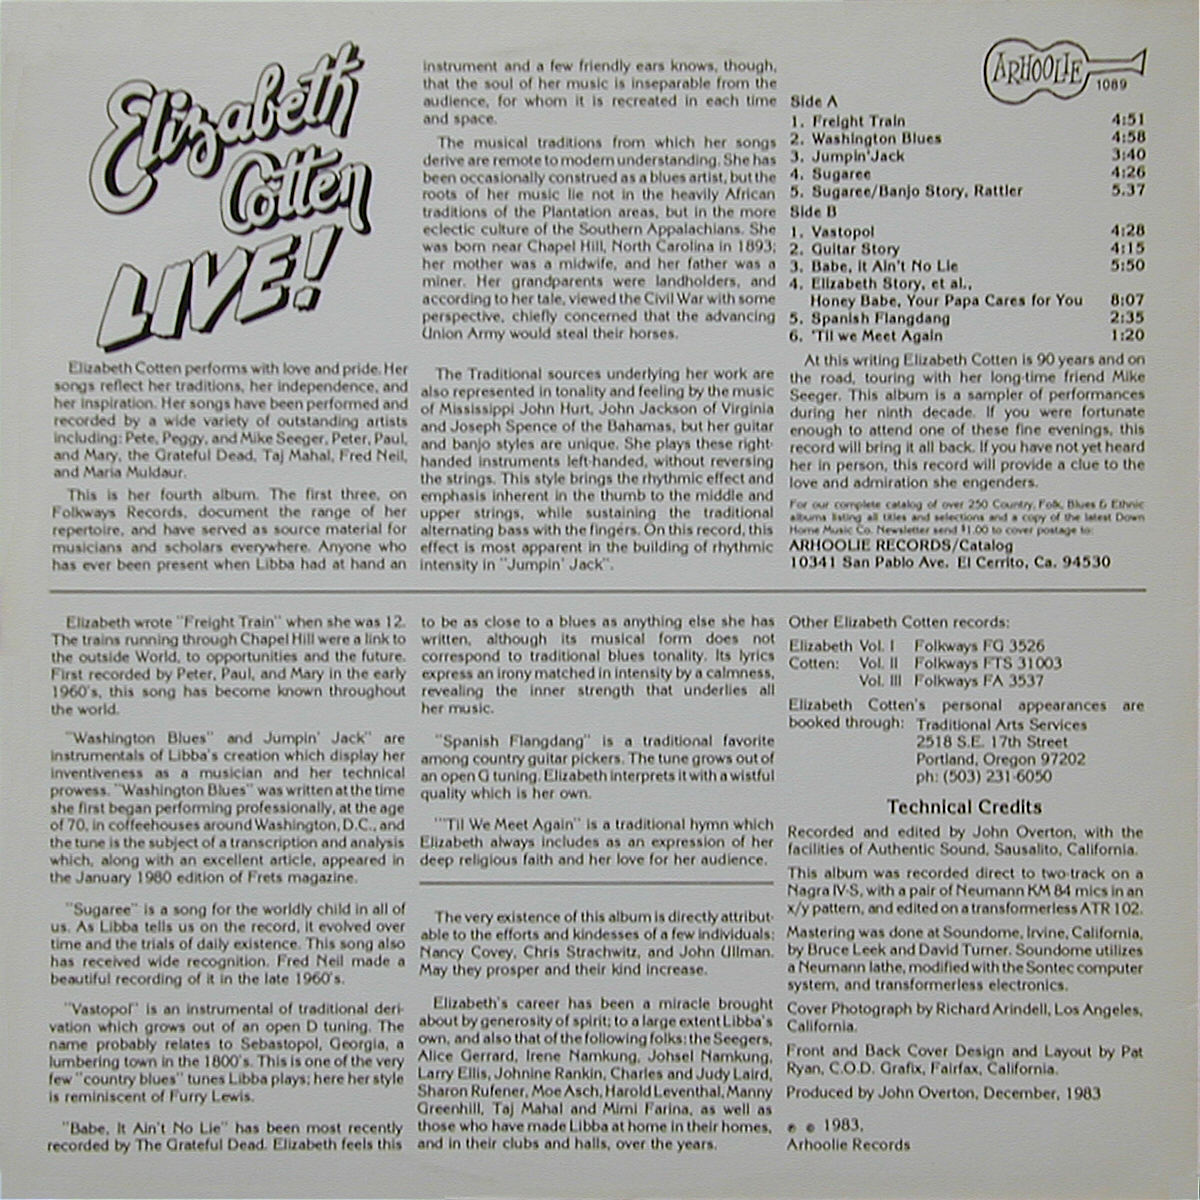 Elizabeth
Cotten
LIVE!
Elizabeth Cotten performs with love and pride. Her
songs reflect her traditions, her independence, and
her inspiration. Her songs have been performed and
recorded by a wide variety of outstanding artists
including: Pete, Peggy, and Mike Seeger, Peter, Paul,
and Mary, the Grateful Dead, Taj Mahal, Fred Neil,
and Maria Muldaur.
This is her fourth album. The first three, on
Folkways Records, document the range of her
repertoire, and have served as source material for
musicians and scholars everywhere. Anyone who
has ever been present when Libba had at hand an
instrument and a few friendly ears knows, though,
that the soul of her music is inseparable from the
audience, for whom it is recreated in each time
and space.
The musical traditions from which her songs
derive are remote to modern understanding. She has
been occasionally construed as a blues artist, but the
roots of her music lie not in the heavily African
traditions of the Plantation areas, but in the more
eclectic culture of the Southern Appalachians. She
was born near Chapel Hill, North Carolina in 1893;
her mother was a midwife, and her father was a
miner. Her grandparents were landholders, and
according to her tale, viewed the Civil War with some
perspective, chiefly concerned that the advancing
Union Army would steal their horses.
The Traditional sources underlying her work are
also represented in tonality and feeling by the music
of Mississippi John Hurt, John Jackson of Virginia
and Joseph Spence of the Bahamas, but her guitar
and banjo styles are unique. She plays these right-
handed instruments left-handed, without reversing
the strings. This style brings the rhythmic effect and
emphasis inherent in the thumb to the middle and
upper strings, while sustaining the traditional
alternating bass with the fingers. On this record, this
effect is most apparent in the building of rhythmic
intensity in "Jumpin' Jack".
ARHOOLIE
1089
Side A
1. Freight Train 4:51
2. Washington Blues 4:58
3. Jumpin'Jack 3:40
4. Sugaree 4:26
5. Sugaree/Banjo Story, Rattler 5.37
Side B
1. Vastopol 4:28
2. Guitar Story 4:15
3. Babe, it Ain't No Lie 5:50
4. Elizabeth Story, et al.,
Honey Babe, Your Papa Cares for You 8:07
5. Spanish Flangdang 2:35
6. 'Til we Meet Again 1:20
At this writing Elizabeth Cotten is 90 years and on
the road, touring with her long-time friend Mike
Seeger. This album is a sampler of performances
during her ninth decade. If you were fortunate
enough to attend one of these fine evenings, this
record will bring it all back. If you have not yet heard
her in person, this record will provide a clue to the
love and admiration she engenders.
For our complete catalog of over 250 Country, Folk, Blues & Ethnic
albums listing all titles and selections and a copy of the latest Down
Home Music Co. Newsletter send $1.00 to cover postage to:
ARHOOLIE RECORDS/Catalog
10341 San Pablo Ave. El Cerrito, Ca. 94530
Elizabeth wrote "Freight Train" when she was 12.
The trains running through Chapel Hill were a link to
the outside World, to opportunities and the future.
First recorded by Peter, Paul, and Mary in the early
1960's, this song has become known throughout
the world.
"Washington Blues" and Jumpin' Jack" are
instrumentals of Libba's creation which display her
inventiveness as a musician and her technical
prowess. "Washington Blues" was written at the time
she first began performing professionally, at the age
of 70, in coffeehouses around Washington, D.C., and
the tune is the subject of a transcription and analysis
which, along with an excellent article, appeared in
the January 1980 edition of Frets magazine.
"Sugaree" is a song for the worldly child in all of
us. As Libba tells us on the record, it evolved over
time and the trials of daily existence. This song also
has received wide recognition. Fred Neil made a
beautiful recording of it in the late 1960's.
"Vastopol" is an instrumental of traditional deri-
vation which grows out of an open D tuning. The
name probably relates to Sebastopol, Georgia, a
lumbering town in the 1800's. This is one of the very
few "country blues" tunes Libba plays; here her style
is reminiscent of Furry Lewis.
"Babe, It Ain't No Lie" has been most recently
recorded by The Grateful Dead. Elizabeth feels this
to be as close to a blues as anything else she has
written, although its musical form does not
correspond to traditional blues tonality. Its lyrics
express an irony matched in intensity by a calmness,
revealing the inner strength that underlies all
her music.
"Spanish Flangdang" is a traditional favorite
among country guitar pickers. The tune grows out of
an open G tuning. Elizabeth interprets it with a wistful
quality which is her own.
"'Til We Meet Again" is a traditional hymn which
Elizabeth always includes as an expression of her
deep religious faith and her love for her audience.
The very existence of this album is directly attribut-
able to the efforts and kindesses of a few individuals:
Nancy Covey, Chris Strachwitz, and John Ullman.
May they prosper and their kind increase.
Elizabeth's career has been a miracle brought
about by generosity of spirit; to a large extent Libba's
own, and also that of the following folks: the Seegers,
Alice Gerrard, Irene Namkung, Johsel Namkung,
Larry Ellis, Johnine Rankin, Charles and Judy Laird,
Sharon Rufener, Moe Asch, Harold Leventhal, Manny
Greenhill, Taj Mahal and Mimi Farina, as well as
those who have made Libba at home in their homes,
and in their clubs and halls, over the years.
Other Elizabeth Cotten records:
Elizabeth Vol. I Folkways FG 3526
Cotten: Vol. II Folkways FTS 31003
Vol. III Folkways FA 3537
Elizabeth Cotten's personal appearances are
booked through: Traditional Arts Services
2518 S.E. 17th Street
Portland, Oregon 97202
ph: (503) 231-6050
Technical Credits
Recorded and edited by John Overton, with the
facilities of Authentic Sound, Sausalito, California.
This album was recorded direct to two-track on a
Nagra IV-S, with a pair of Neumann KM 84 mics in an
x/y pattern, and edited on a transformerless ATR 102.
Mastering was done at Soundome, Irvine, California,
by Bruce Leek and David Turner. Soundome utilizes
a Neumann lathe, modified with the Sontec computer
system, and transformerless electronics.
Cover Photograph by Richard Arindell, Los Angeles,
California.
Front and Back Cover Design and Layout by Pat
Ryan, C.O.D. Grafix, Fairfax, California.
Produced by John Overton, December, 1983
℗ © 1983,
Arhoolie Records